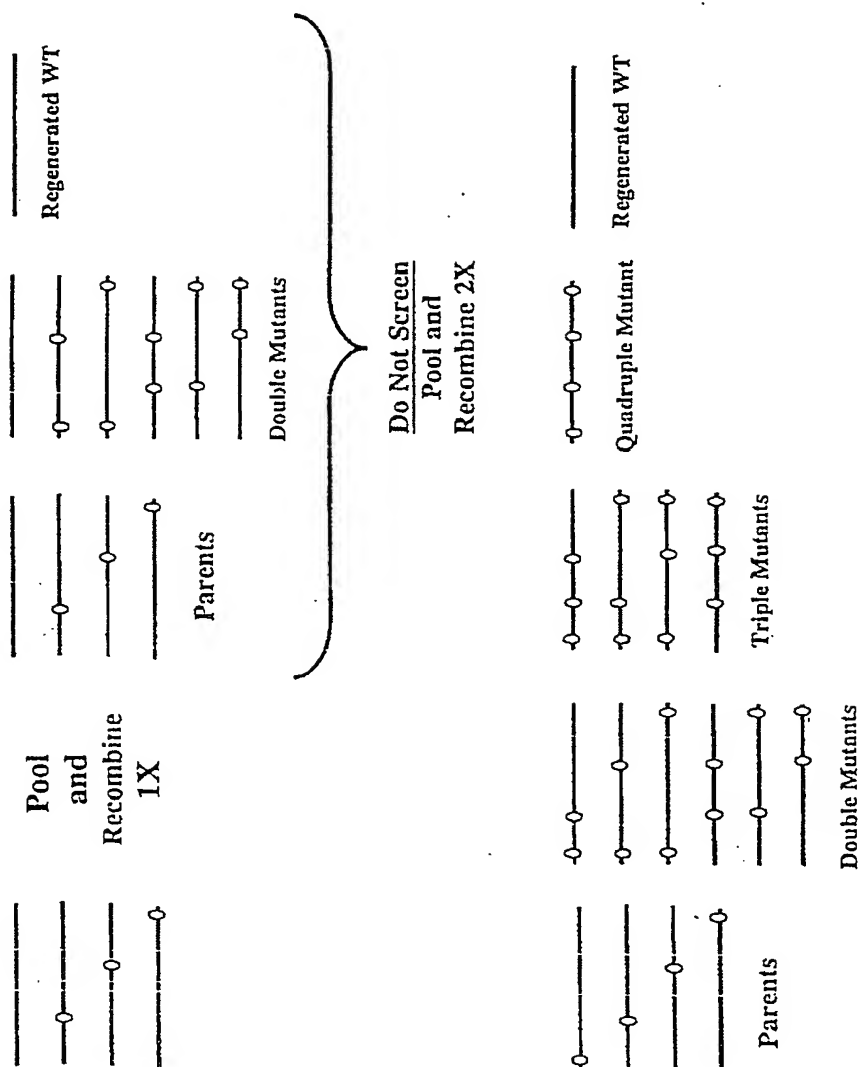 Pool
and
Recombine
1X
Parents
Double Mutants
Regenerated WT
Do Not Screen
Pool and
Recombine 2X
Parents
Double Mutants
Triple Mutants
Quadruple Mutant
Regenerated WT